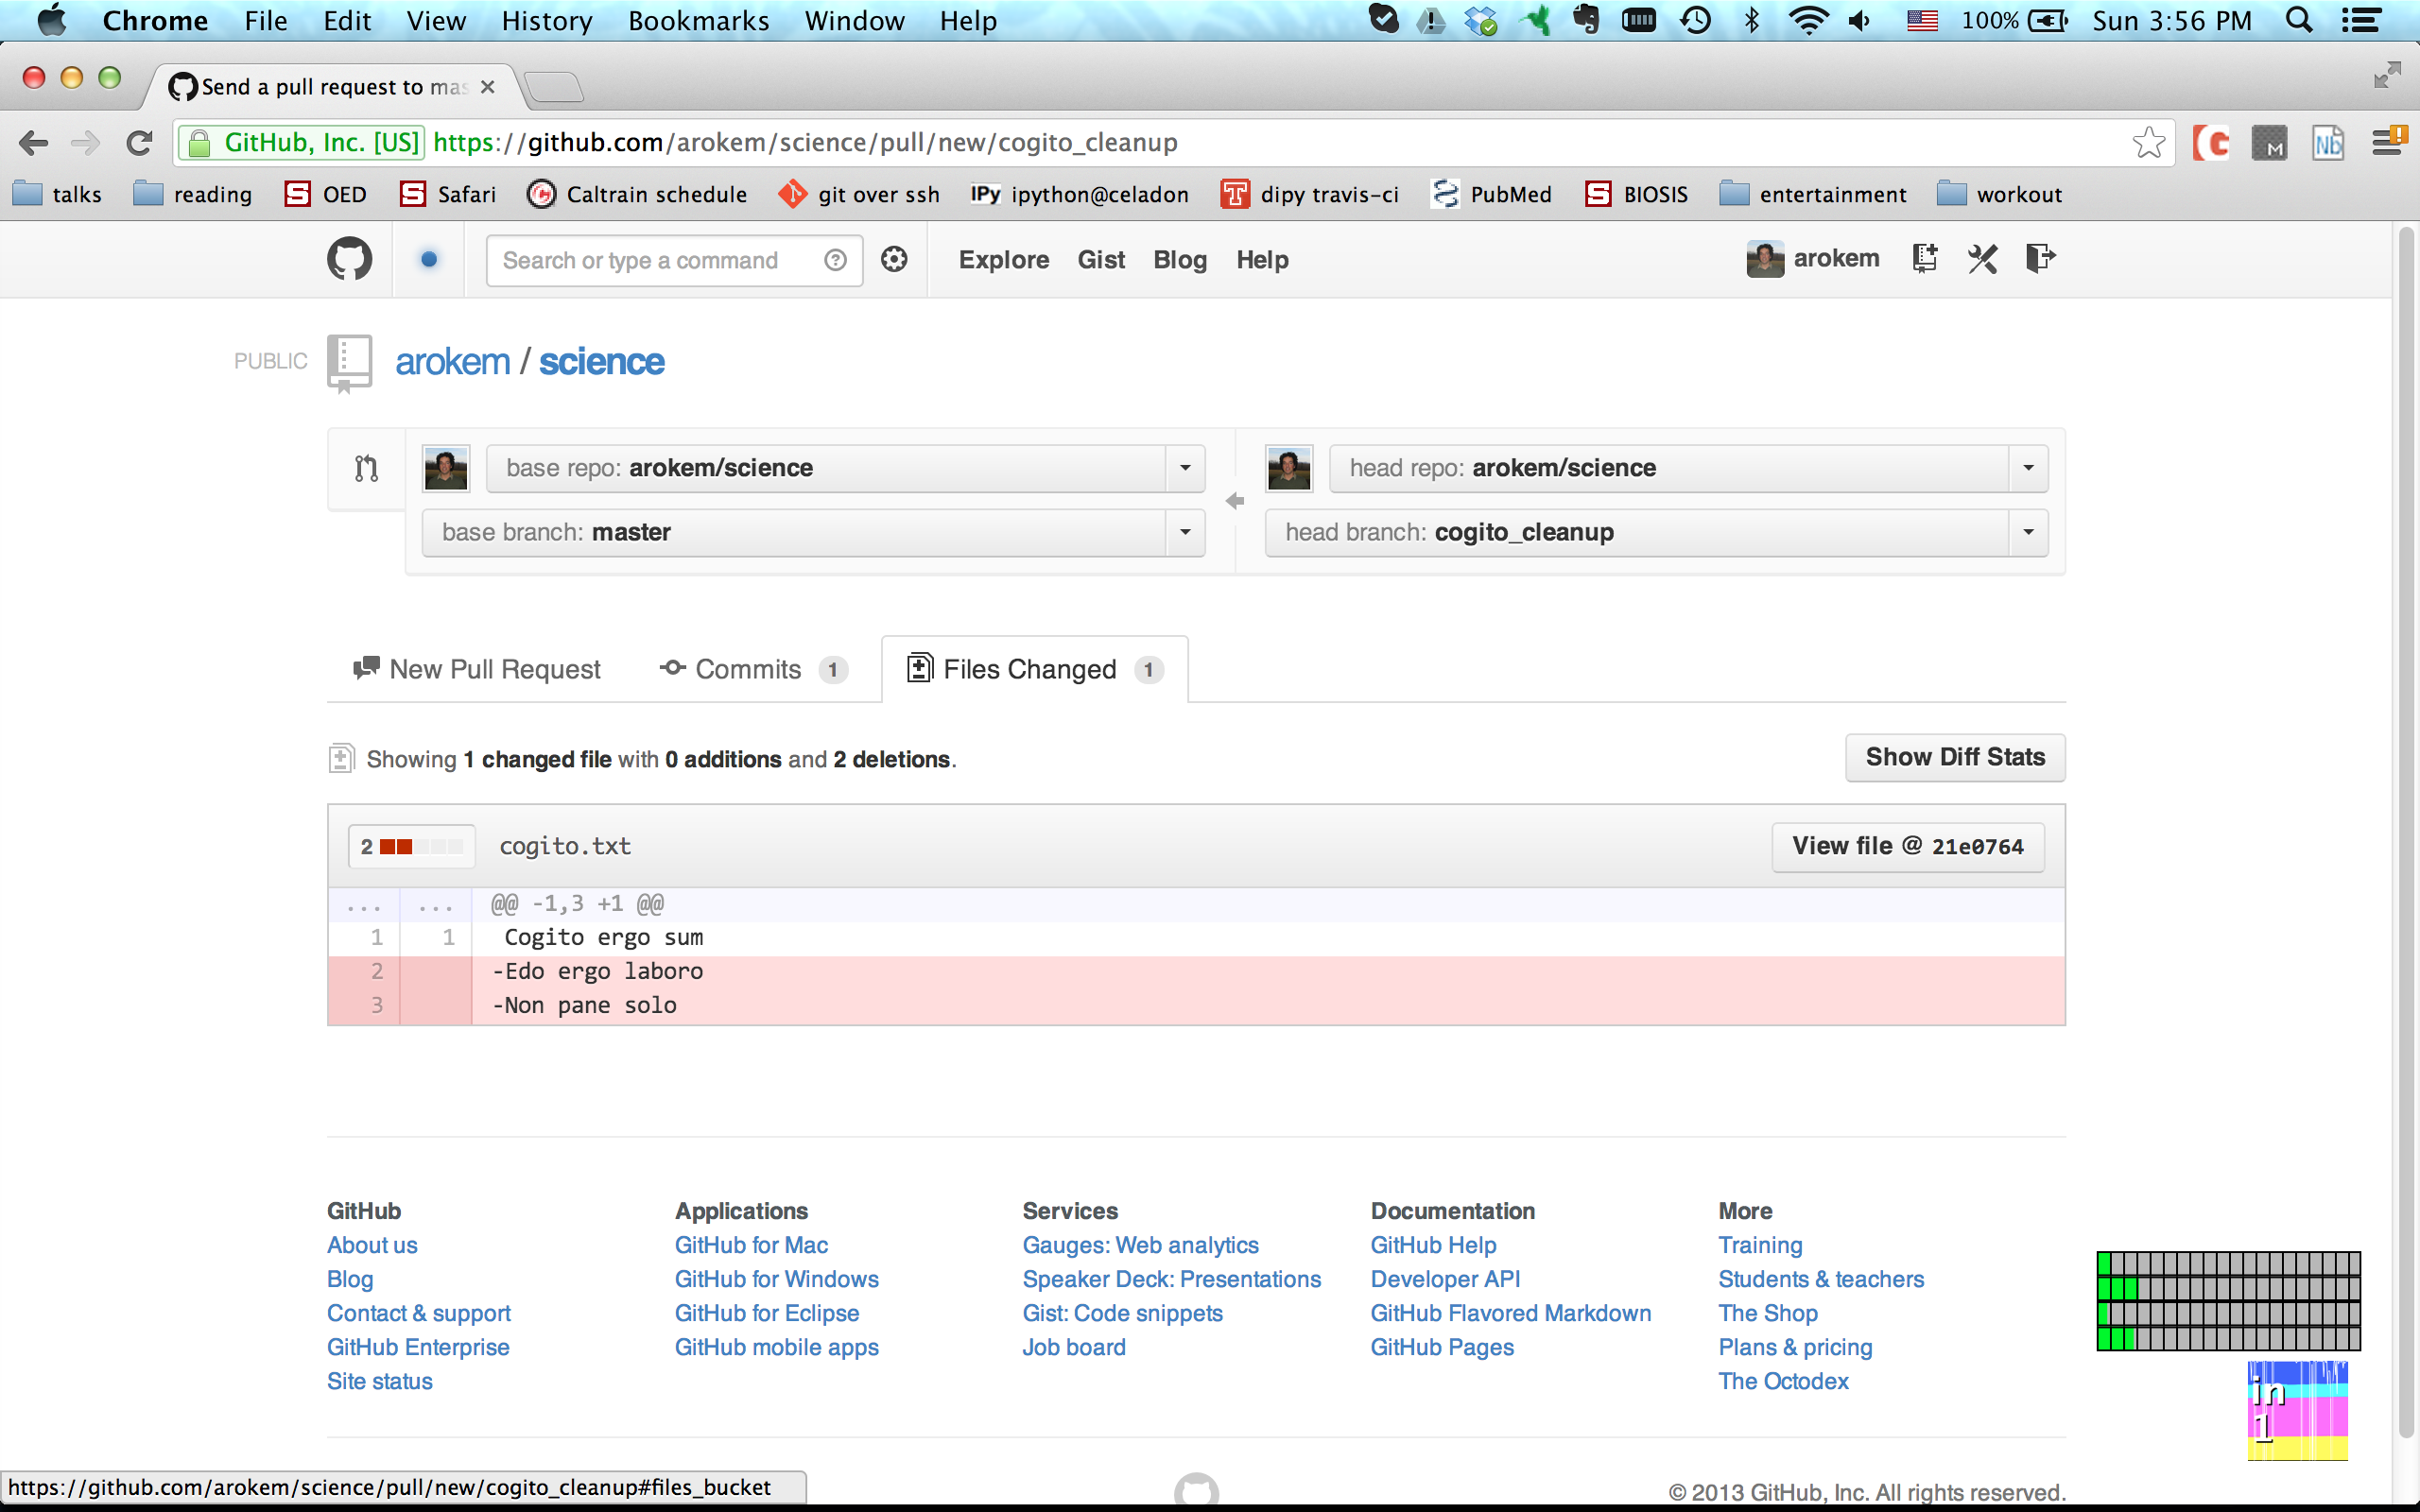 Chrome File Edit View History Bookmarks Window Help 100% Sun 3:56 PM
Send a pull request to mas
GitHub, Inc. [US] https://github.com/arokem/science/pull/new/cogito_cleanup
talks reading OED Safari Caltrain schedule git over ssh IPy ipython@celadon dipy travis-ci PubMed BIOSIS entertainment workout
Search or type a command Explore Gist Blog Help arokem
PUBLIC arokem / science
base repo: arokem/science head repo: arokem/science
base branch: master head branch: cogito_cleanup
New Pull Request Commits 1 Files Changed 1
Showing 1 changed file with 0 additions and 2 deletions. Show Diff Stats
2 cogito.txt View file @ 21e0764
... ... @@ -1,3 +1 @@
1 1 Cogito ergo sum
2 -Edo ergo laboro
3 -Non pane solo
GitHub Applications Services Documentation More
About us GitHub for Mac Gauges: Web analytics GitHub Help Training
Blog GitHub for Windows Speaker Deck: Presentations Developer API Students & teachers
Contact & support GitHub for Eclipse Gist: Code snippets GitHub Flavored Markdown The Shop
GitHub Enterprise GitHub mobile apps Job board GitHub Pages Plans & pricing
Site status The Octodex
in
1
https://github.com/arokem/science/pull/new/cogito_cleanup#files_bucket © 2013 GitHub, Inc. All rights reserved.